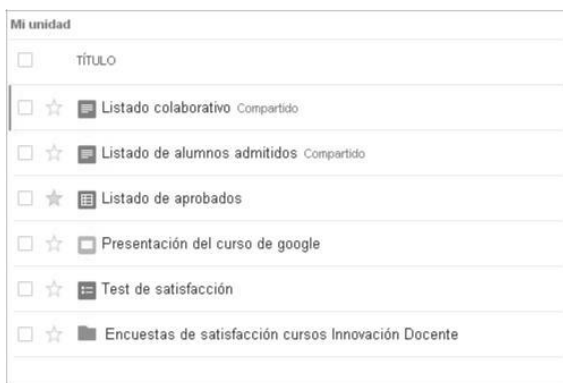 Mi unidad
TÍTULO
Listado colaborativo Compartido
Listado de alumnos admitidos Compartido
Listado de aprobados
Presentación del curso de google
Test de satisfacción
Encuestas de satisfacción cursos Innovación Docente